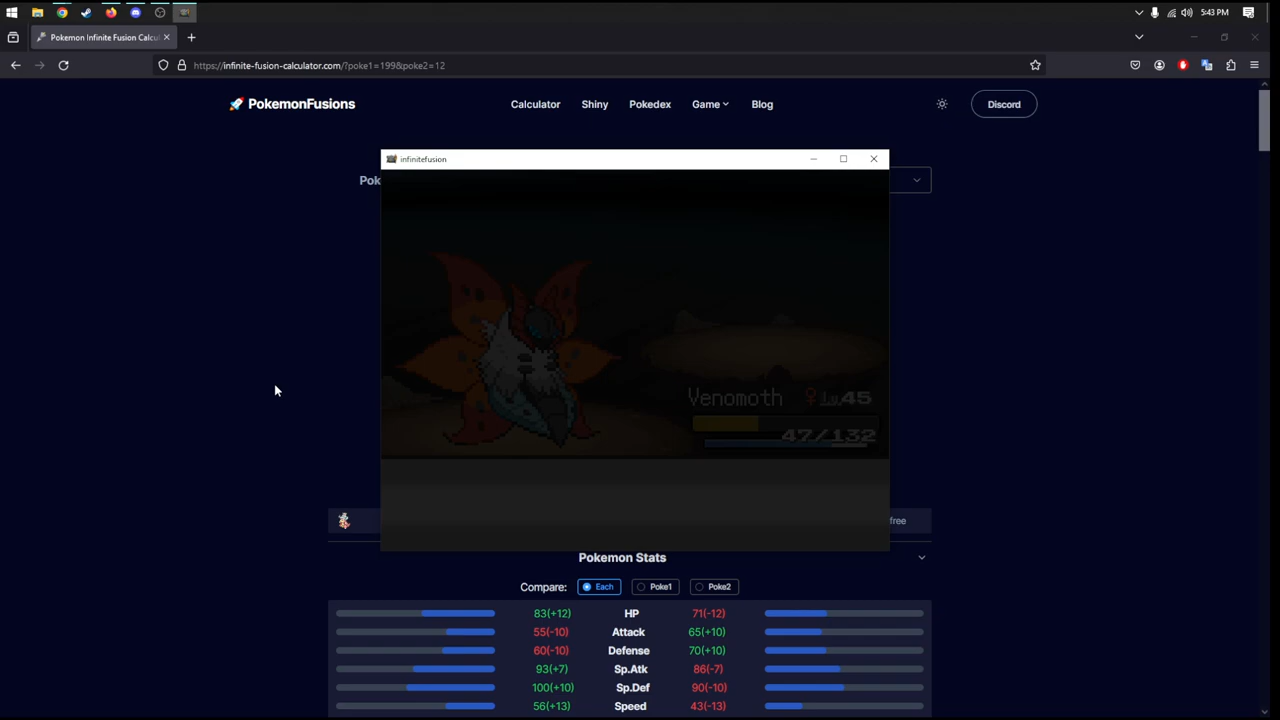 5:43 PM
Pokemon Infinite Fusion Calcul
https://infinite-fusion-calculator.com/?poke1=199&poke2=12
PokemonFusions
Calculator Shiny Pokedex Game Blog
Discord
infinitefusion
Pok
Venomoth ♀ Lv.45
47/132
free
Pokemon Stats
Compare: Each Poke1 Poke2
83(+12) HP 71(-12)
55(-10) Attack 65(+10)
60(-10) Defense 70(+10)
93(+7) Sp.Atk 86(-7)
100(+10) Sp.Def 90(-10)
56(+13) Speed 43(-13)